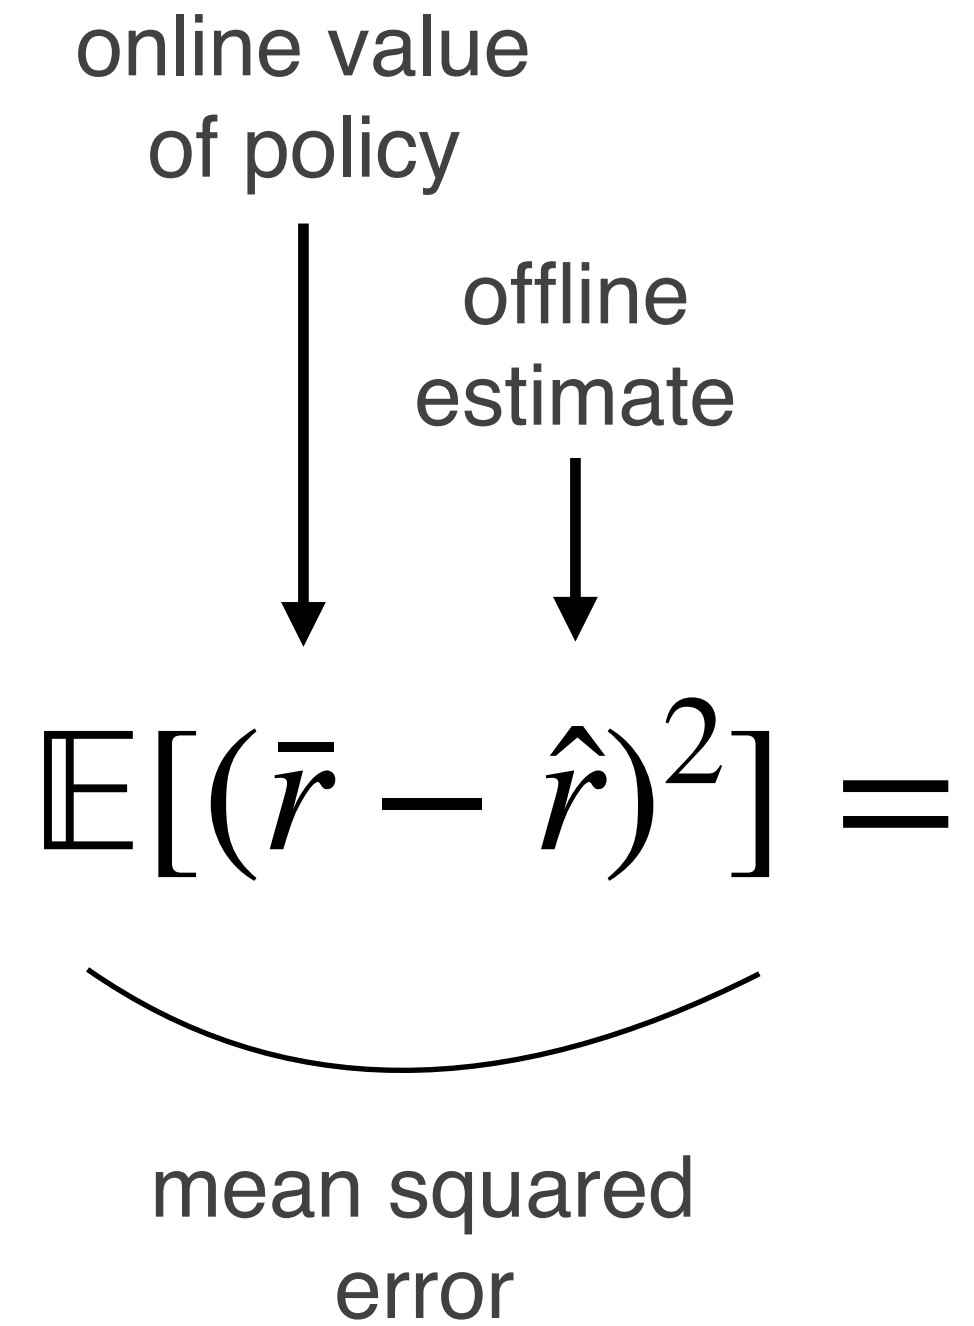 online value
of policy
offline
estimate
𝔼[(r̄ − r̂)²] =
mean squared
error